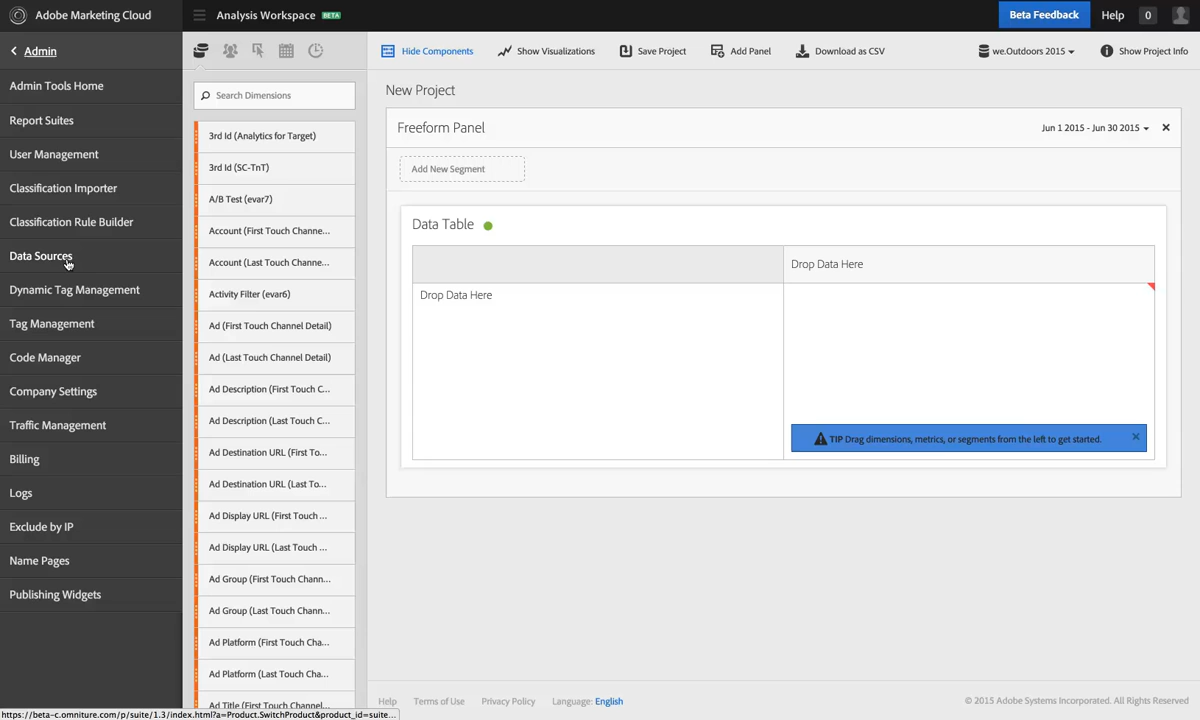 Adobe Marketing Cloud
Analysis Workspace BETA
Beta Feedback
Help
0
Admin
Hide Components
Show Visualizations
Save Project
Add Panel
Download as CSV
we.Outdoors 2015
Show Project Info
Admin Tools Home
Report Suites
User Management
Classification Importer
Classification Rule Builder
Data Sources
Dynamic Tag Management
Tag Management
Code Manager
Company Settings
Traffic Management
Billing
Logs
Exclude by IP
Name Pages
Publishing Widgets
Search Dimensions
3rd Id (Analytics for Target)
3rd Id (SC-TnT)
A/B Test (evar7)
Account (First Touch Channe...
Account (Last Touch Channe...
Activity Filter (evar6)
Ad (First Touch Channel Detail)
Ad (Last Touch Channel Detail)
Ad Description (First Touch C...
Ad Description (Last Touch C...
Ad Destination URL (First To...
Ad Destination URL (Last To...
Ad Display URL (First Touch ...
Ad Display URL (Last Touch ...
Ad Group (First Touch Chann...
Ad Group (Last Touch Chann...
Ad Platform (First Touch Cha...
Ad Platform (Last Touch Cha...
Ad Title (First Touch Channel...
New Project
Freeform Panel
Jun 1 2015 - Jun 30 2015
Add New Segment
Data Table
Drop Data Here
Drop Data Here
TIP Drag dimensions, metrics, or segments from the left to get started.
Help
Terms of Use
Privacy Policy
Language: English
© 2015 Adobe Systems Incorporated. All Rights Reserved
https://beta-c.omniture.com/p/suite/1.3/index.html?a=Product.SwitchProduct&product_id=suite...